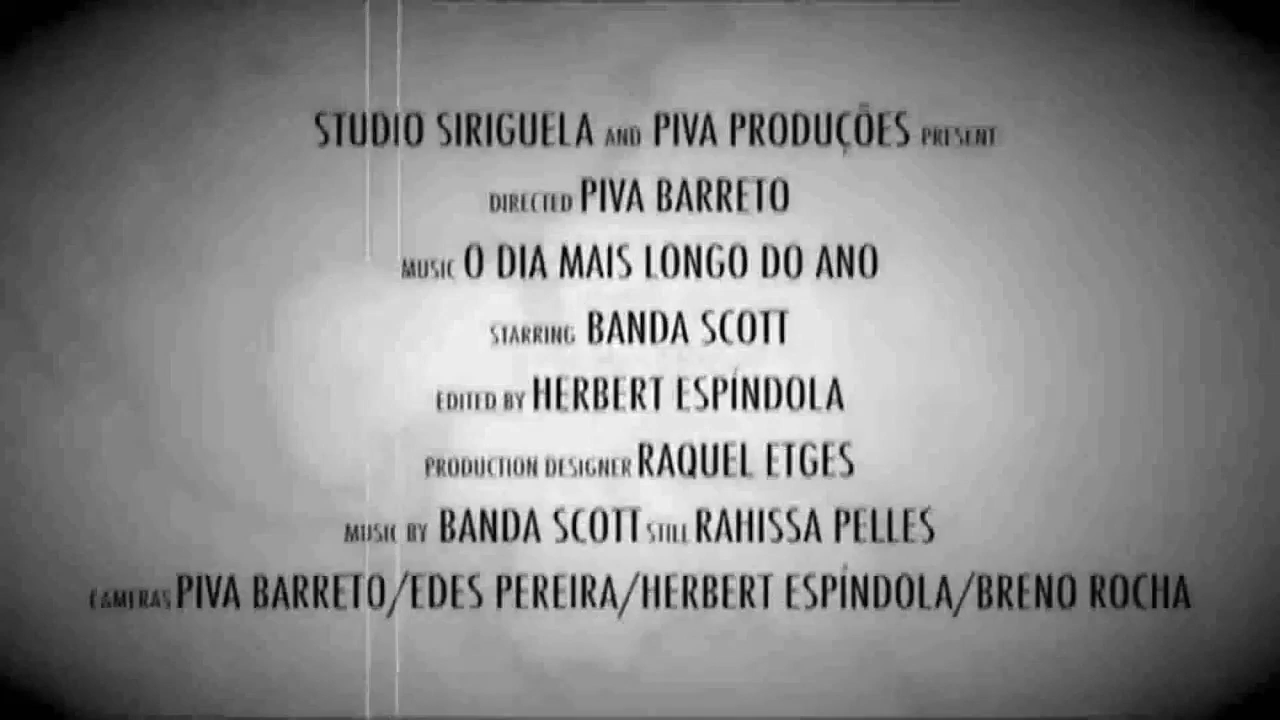 STUDIO SIRIGUELA AND PIVA PRODUÇÕES PRESENT
DIRECTED PIVA BARRETO
MUSIC O DIA MAIS LONGO DO ANO
STARRING BANDA SCOTT
EDITED BY HERBERT ESPÍNDOLA
PRODUCTION DESIGNER RAQUEL ETGES
MUSIC BY BANDA SCOTT STILL RAHISSA PELLES
CAMERAS PIVA BARRETO/EDES PEREIRA/HERBERT ESPÍNDOLA/BRENO ROCHA